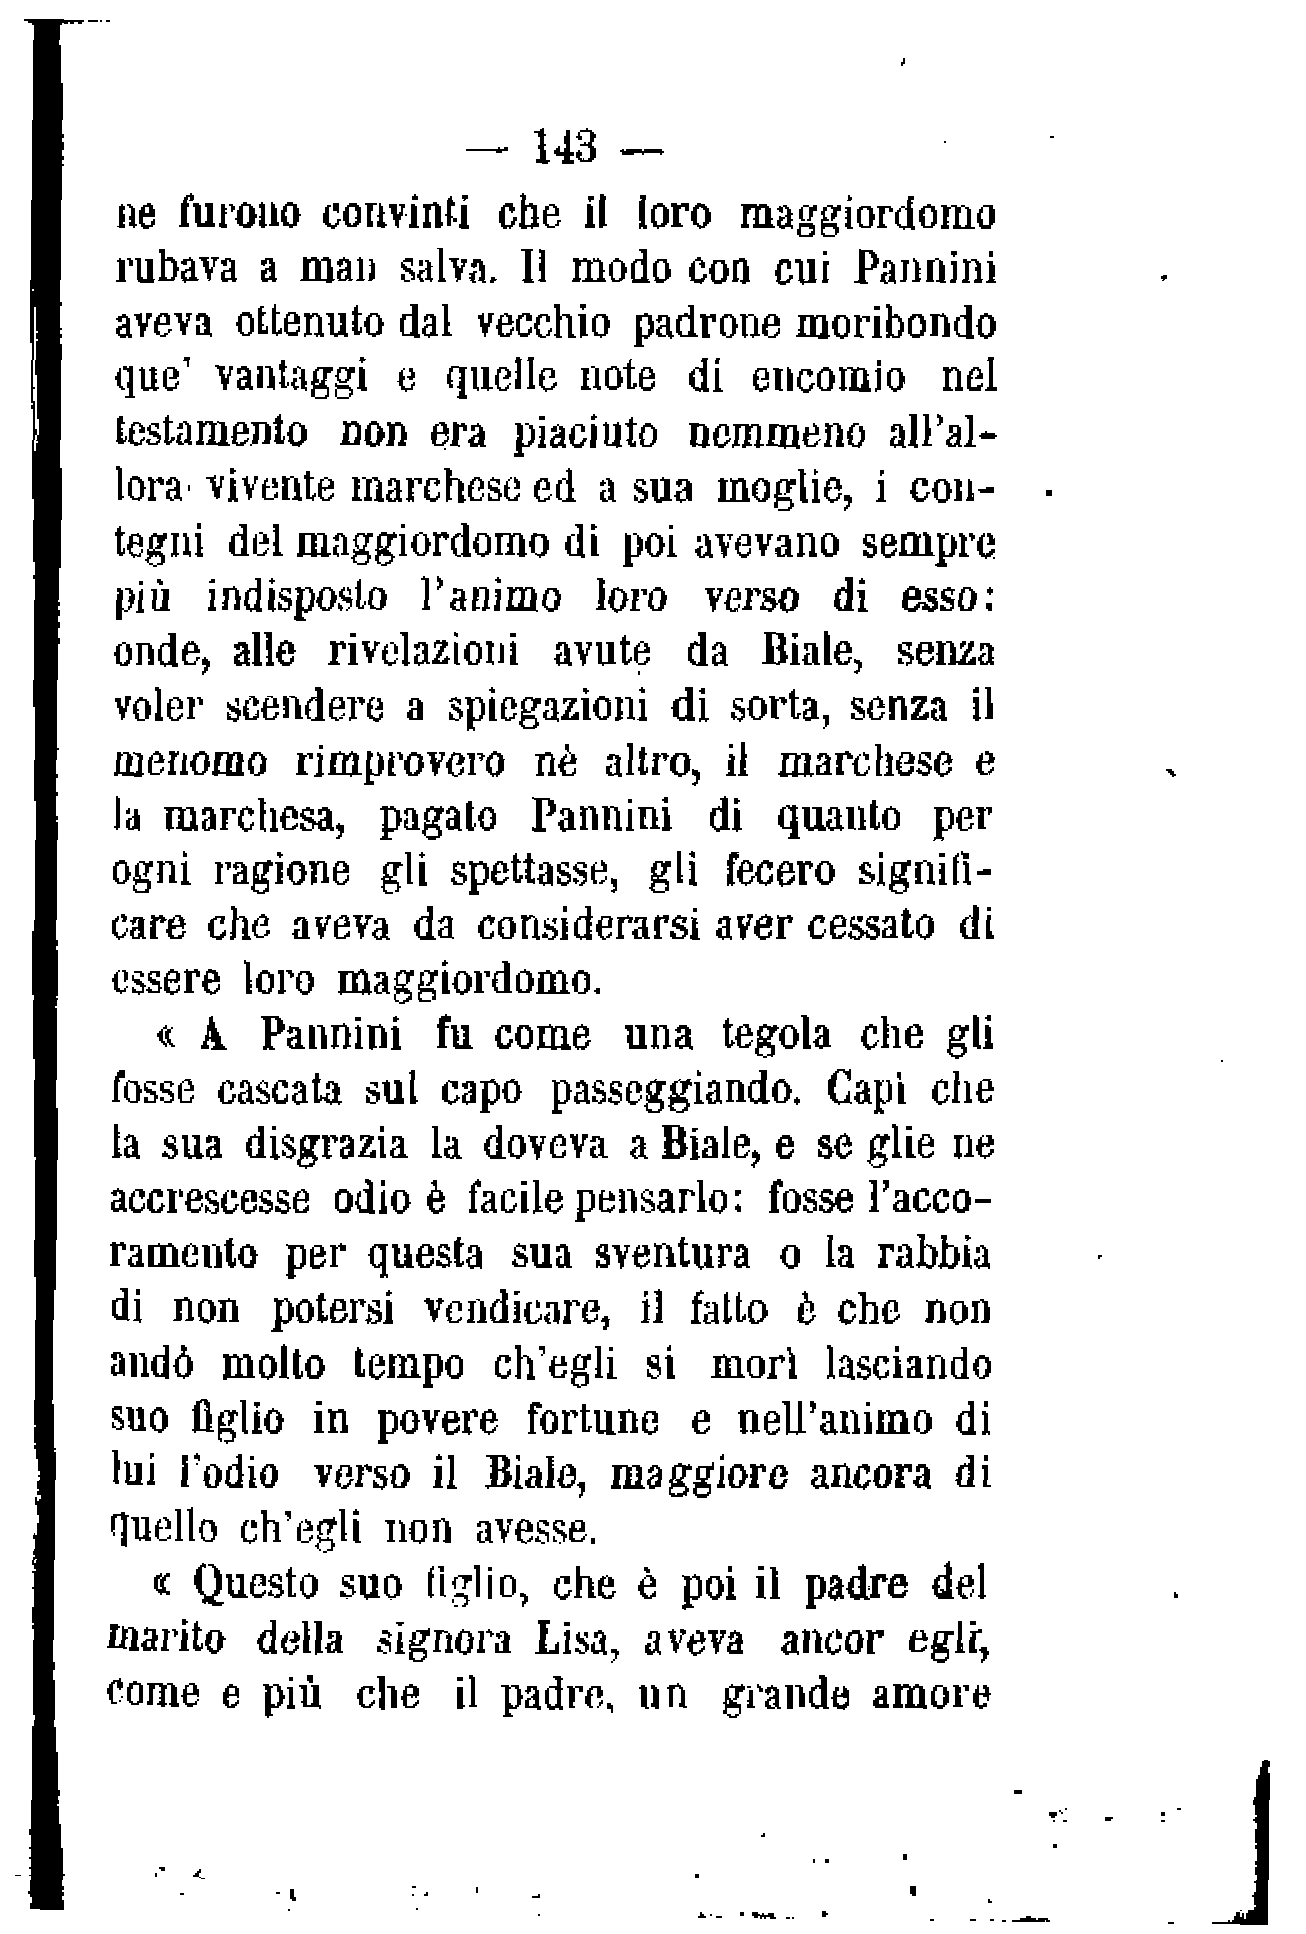 — 143 —
ne furono convinti che il loro maggiordomo
rubava a man salva. Il modo con cui Pannini
aveva ottenuto dal vecchio padrone moribondo
que' vantaggi e quelle note di encomio nel
testamento non era piaciuto nemmeno all'al-
lora vivente marchese ed a sua moglie, i con-
tegni del maggiordomo di poi avevano sempre
più indisposto l'animo loro verso di esso:
onde, alle rivelazioni avute da Biale, senza
voler scendere a spiegazioni di sorta, senza il
menomo rimprovero nè altro, il marchese e
la marchesa, pagato Pannini di quanto per
ogni ragione gli spettasse, gli fecero signifi-
care che aveva da considerarsi aver cessato di
essere loro maggiordomo.
« A Pannini fu come una tegola che gli
fosse cascata sul capo passeggiando. Capì che
la sua disgrazia la doveva a Biale, e se glie ne
accrescesse odio è facile pensarlo: fosse l'acco-
ramento per questa sua sventura o la rabbia
di non potersi vendicare, il fatto è che non
andò molto tempo ch'egli si morì lasciando
suo figlio in povere fortune e nell'animo di
lui l'odio verso il Biale, maggiore ancora di
quello ch'egli non avesse.
« Questo suo figlio, che è poi il padre del
marito della signora Lisa, aveva ancor egli,
come e più che il padre, un grande amore